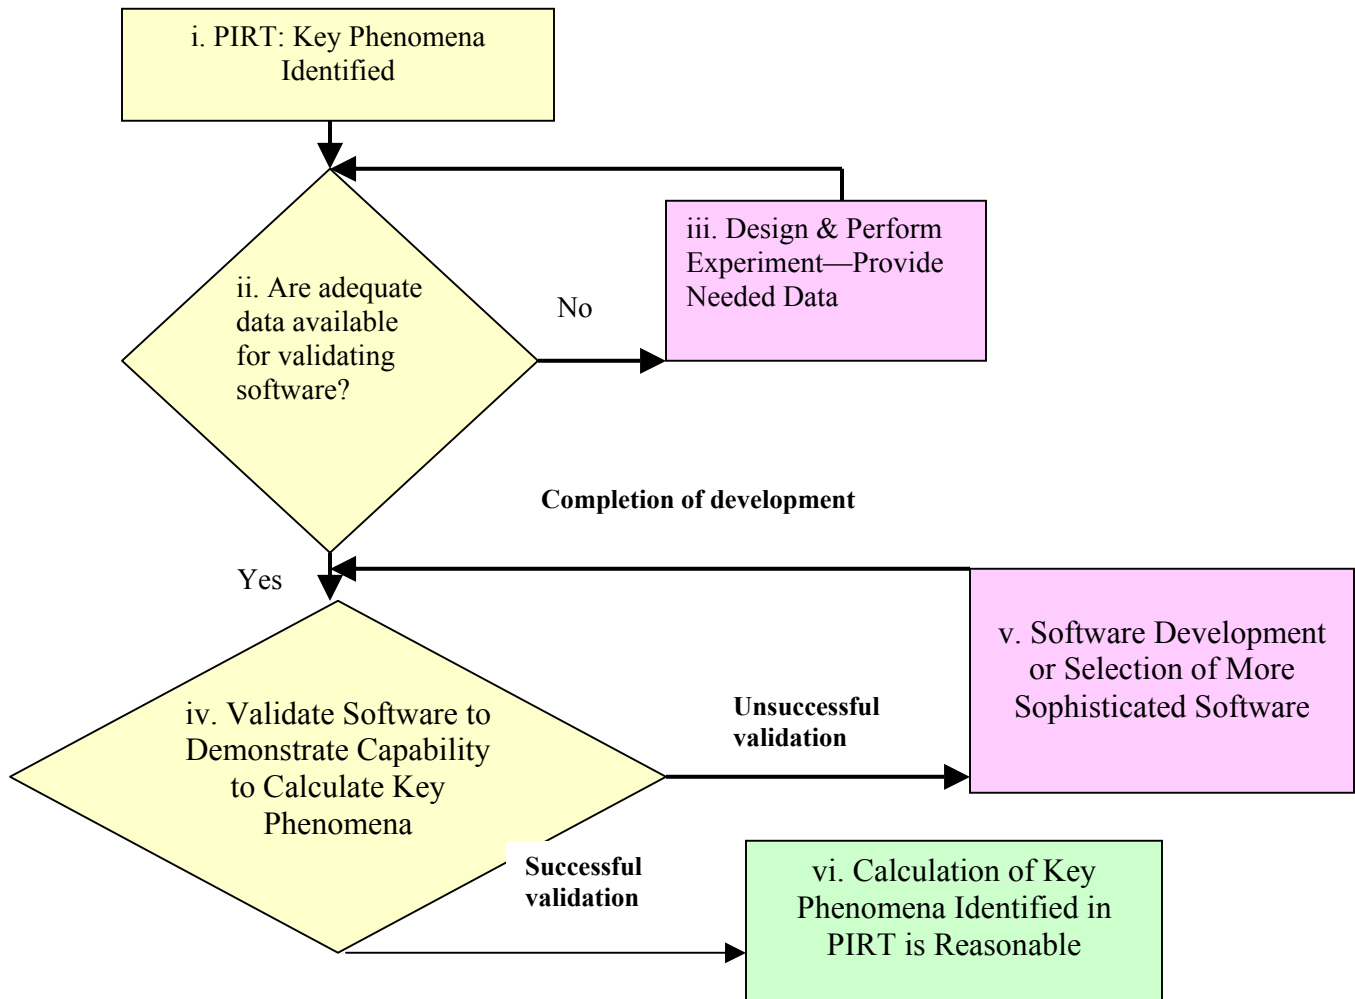 i. PIRT: Key Phenomena
Identified
ii. Are adequate
data available
for validating
software?
No
iii. Design & Perform
Experiment—Provide
Needed Data
Completion of development
Yes
iv. Validate Software to
Demonstrate Capability
to Calculate Key
Phenomena
Unsuccessful
validation
v. Software Development
or Selection of More
Sophisticated Software
Successful
validation
vi. Calculation of Key
Phenomena Identified in
PIRT is Reasonable